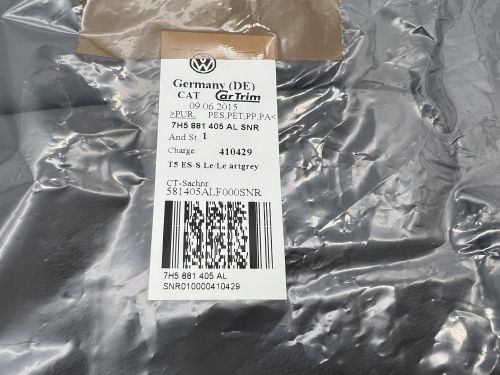 Germany (DE)
CAT CarTrim
09.06.2015
>PUR, PES,PET,PP,PA<
7H5 881 405 AL SNR
And St 1
Charge 410429
T5 ES-S Le/Le artgrey
CT-Sachnr
581405ALF000SNR
7H5 881 405 AL
SNR010000410429